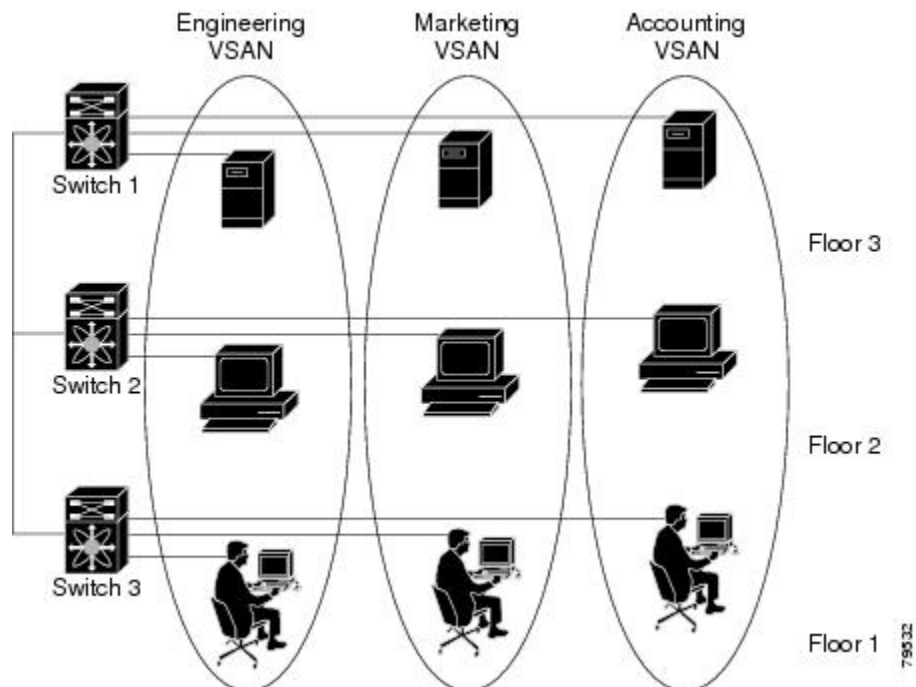 Engineering
VSAN
Marketing
VSAN
Accounting
VSAN
Switch 1
Floor 3
Switch 2
Floor 2
Switch 3
Floor 1
79532